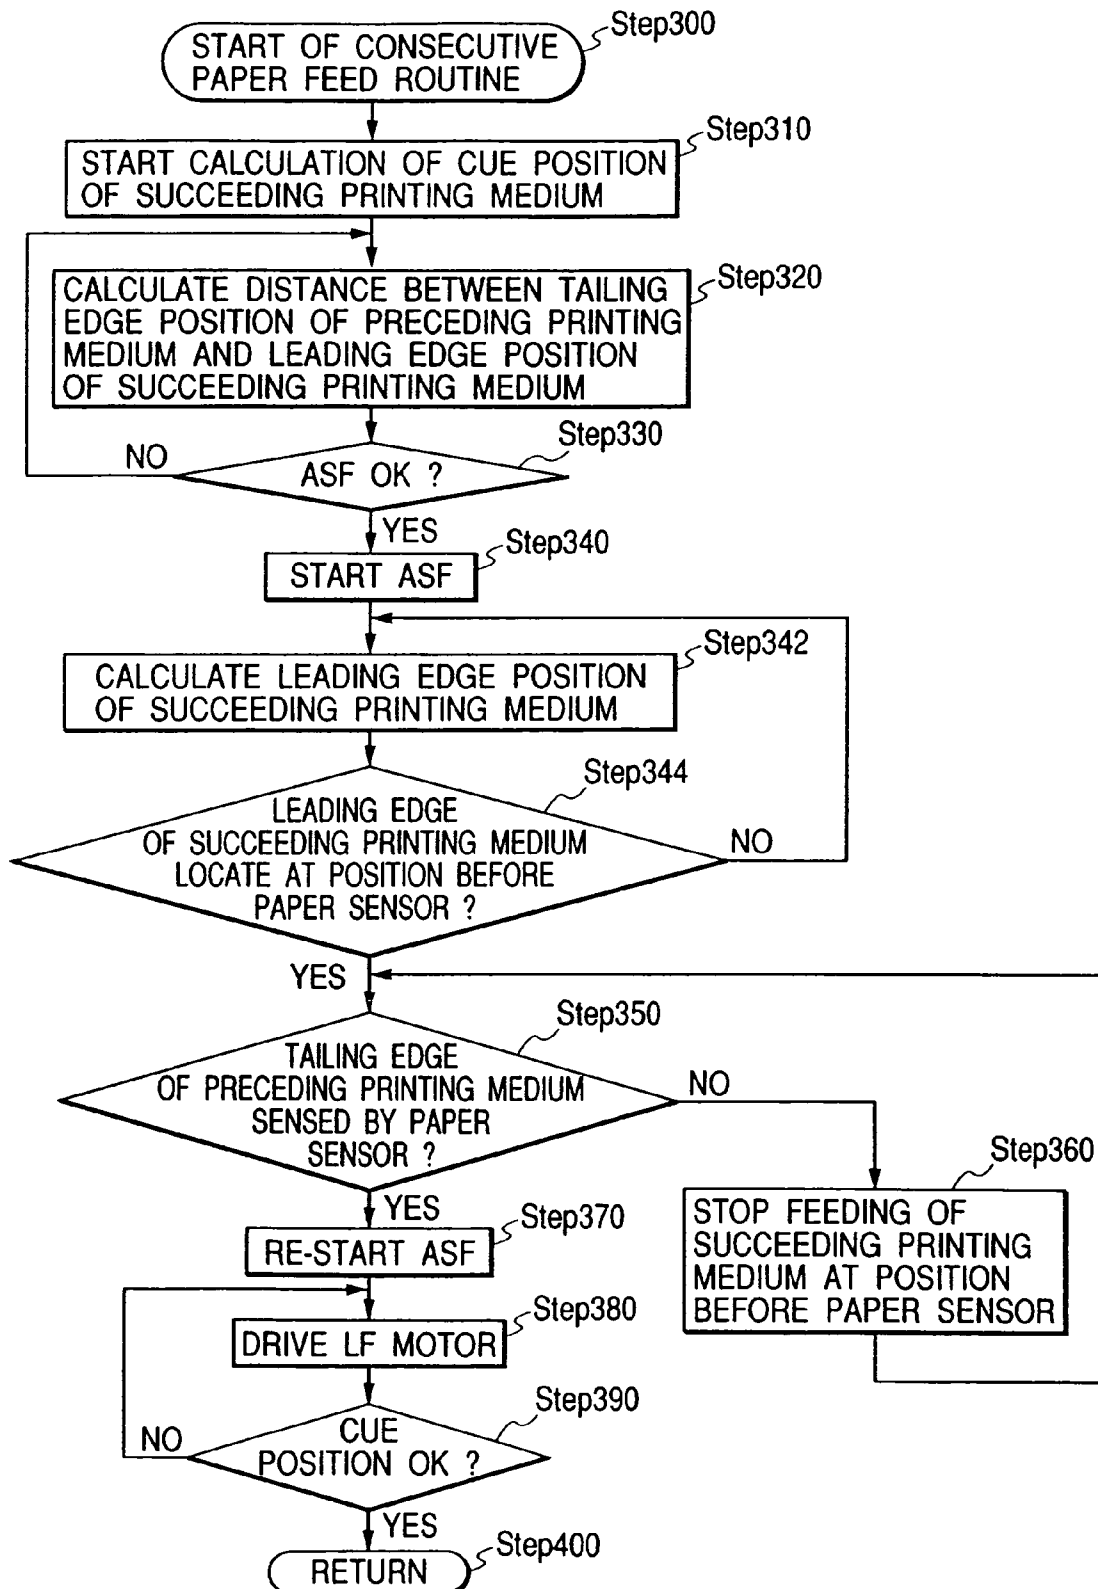 START OF CONSECUTIVE
PAPER FEED ROUTINE
Step300
START CALCULATION OF CUE POSITION
OF SUCCEEDING PRINTING MEDIUM
Step310
CALCULATE DISTANCE BETWEEN TAILING
EDGE POSITION OF PRECEDING PRINTING
MEDIUM AND LEADING EDGE POSITION
OF SUCCEEDING PRINTING MEDIUM
Step320
ASF OK ?
Step330
NO
YES
START ASF
Step340
CALCULATE LEADING EDGE POSITION
OF SUCCEEDING PRINTING MEDIUM
Step342
LEADING EDGE
OF SUCCEEDING PRINTING MEDIUM
LOCATE AT POSITION BEFORE
PAPER SENSOR ?
Step344
NO
YES
TAILING EDGE
OF PRECEDING PRINTING MEDIUM
SENSED BY PAPER
SENSOR ?
Step350
NO
YES
STOP FEEDING OF
SUCCEEDING PRINTING
MEDIUM AT POSITION
BEFORE PAPER SENSOR
Step360
RE-START ASF
Step370
DRIVE LF MOTOR
Step380
CUE
POSITION OK ?
Step390
NO
YES
RETURN
Step400